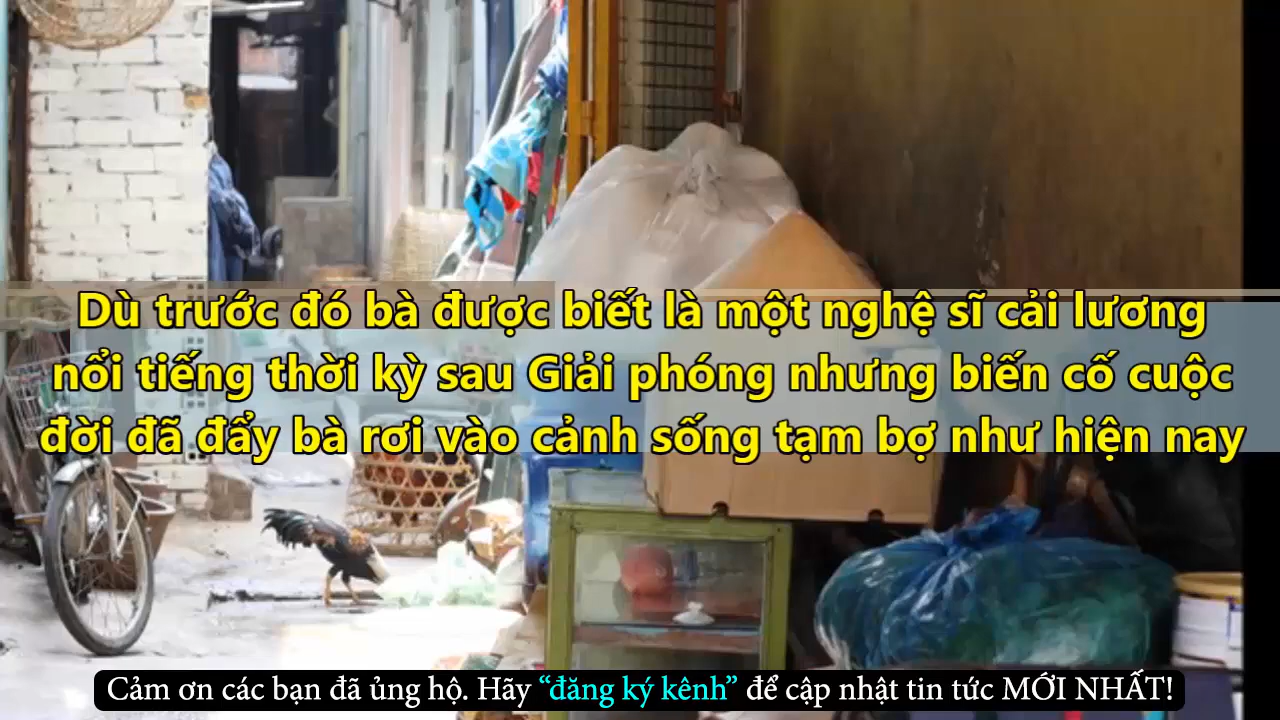 Dù trước đó bà được biết là một nghệ sĩ cải lương
nổi tiếng thời kỳ sau Giải phóng nhưng biến cố cuộc
đời đã đẩy bà rơi vào cảnh sống tạm bợ như hiện nay
Cảm ơn các bạn đã ủng hộ. Hãy “đăng ký kênh” để cập nhật tin tức MỚI NHẤT!